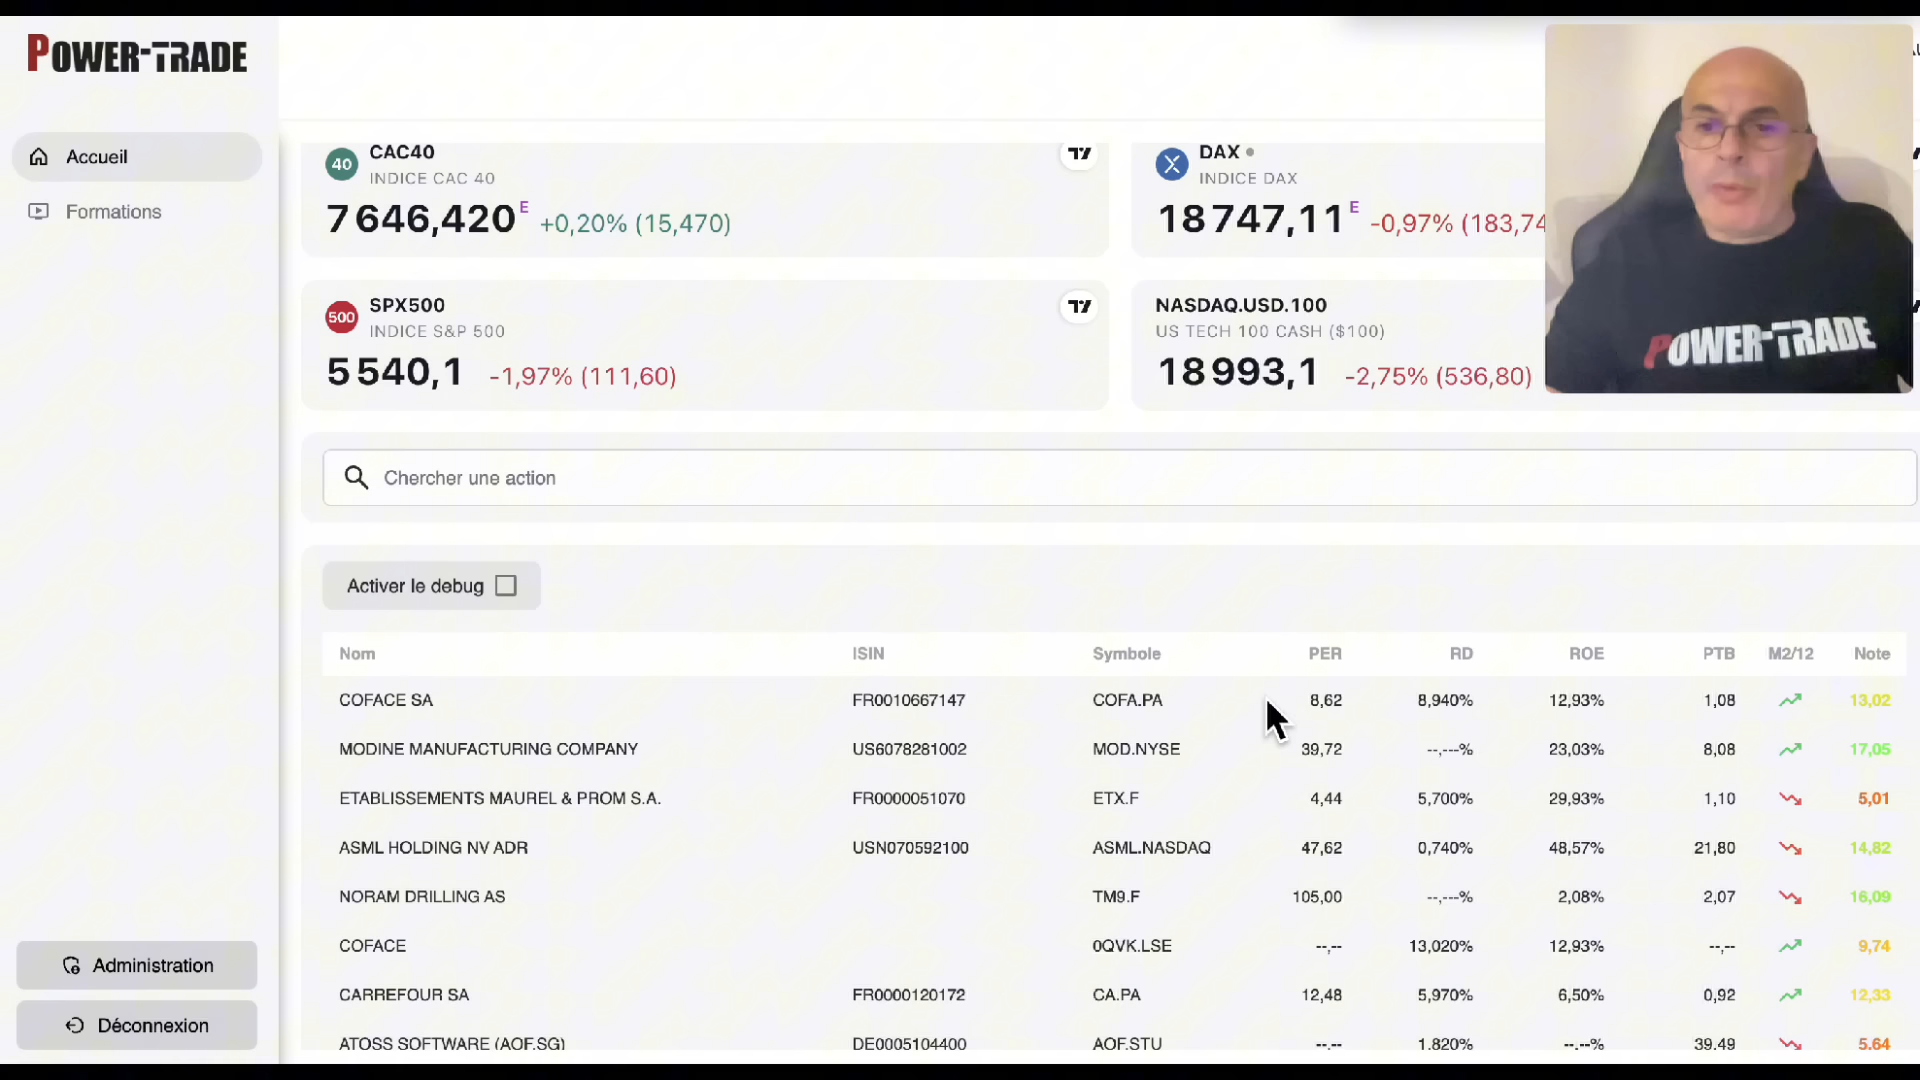 POWER-TRADE
Accueil
Formations
Administration
Déconnexion
40
CAC40
INDICE CAC 40
7 646,420 E +0,20% (15,470)
DAX
INDICE DAX
18 747,11 E -0,97% (183,74
500
SPX500
INDICE S&P 500
5 540,1 -1,97% (111,60)
NASDAQ.USD.100
US TECH 100 CASH ($100)
18 993,1 -2,75% (536,80)
POWER-TRADE
Chercher une action
Activer le debug
Nom ISIN Symbole PER RD ROE PTB M2/12 Note
COFACE SA FR0010667147 COFA.PA 8,62 8,940% 12,93% 1,08 13,02
MODINE MANUFACTURING COMPANY US6078281002 MOD.NYSE 39,72 --,---% 23,03% 8,08 17,05
ETABLISSEMENTS MAUREL & PROM S.A. FR0000051070 ETX.F 4,44 5,700% 29,93% 1,10 5,01
ASML HOLDING NV ADR USN070592100 ASML.NASDAQ 47,62 0,740% 48,57% 21,80 14,82
NORAM DRILLING AS TM9.F 105,00 --,---% 2,08% 2,07 16,09
COFACE 0QVK.LSE --,-- 13,020% 12,93% --,-- 9,74
CARREFOUR SA FR0000120172 CA.PA 12,48 5,970% 6,50% 0,92 12,33
ATOSS SOFTWARE (AOF.SG) DE0005104400 AOF.STU --,-- 1,820% --,--% 39,49 5,64